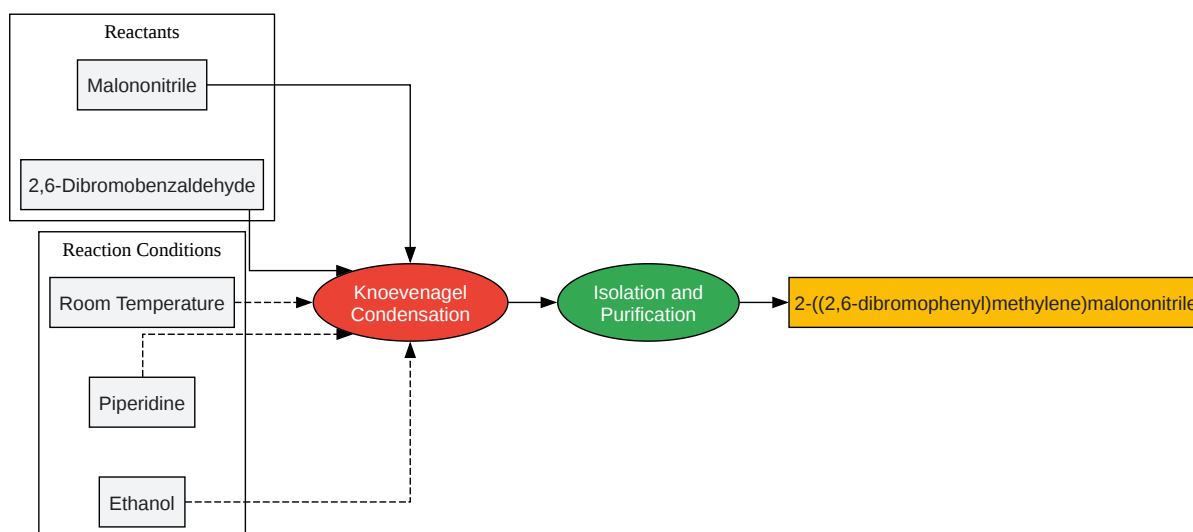 Reactants
Malononitrile
2,6-Dibromobenzaldehyde
Reaction Conditions
Room Temperature
Piperidine
Ethanol
Knoevenagel
Condensation
Isolation and
Purification
2-((2,6-dibromophenyl)methylene)malononitrile